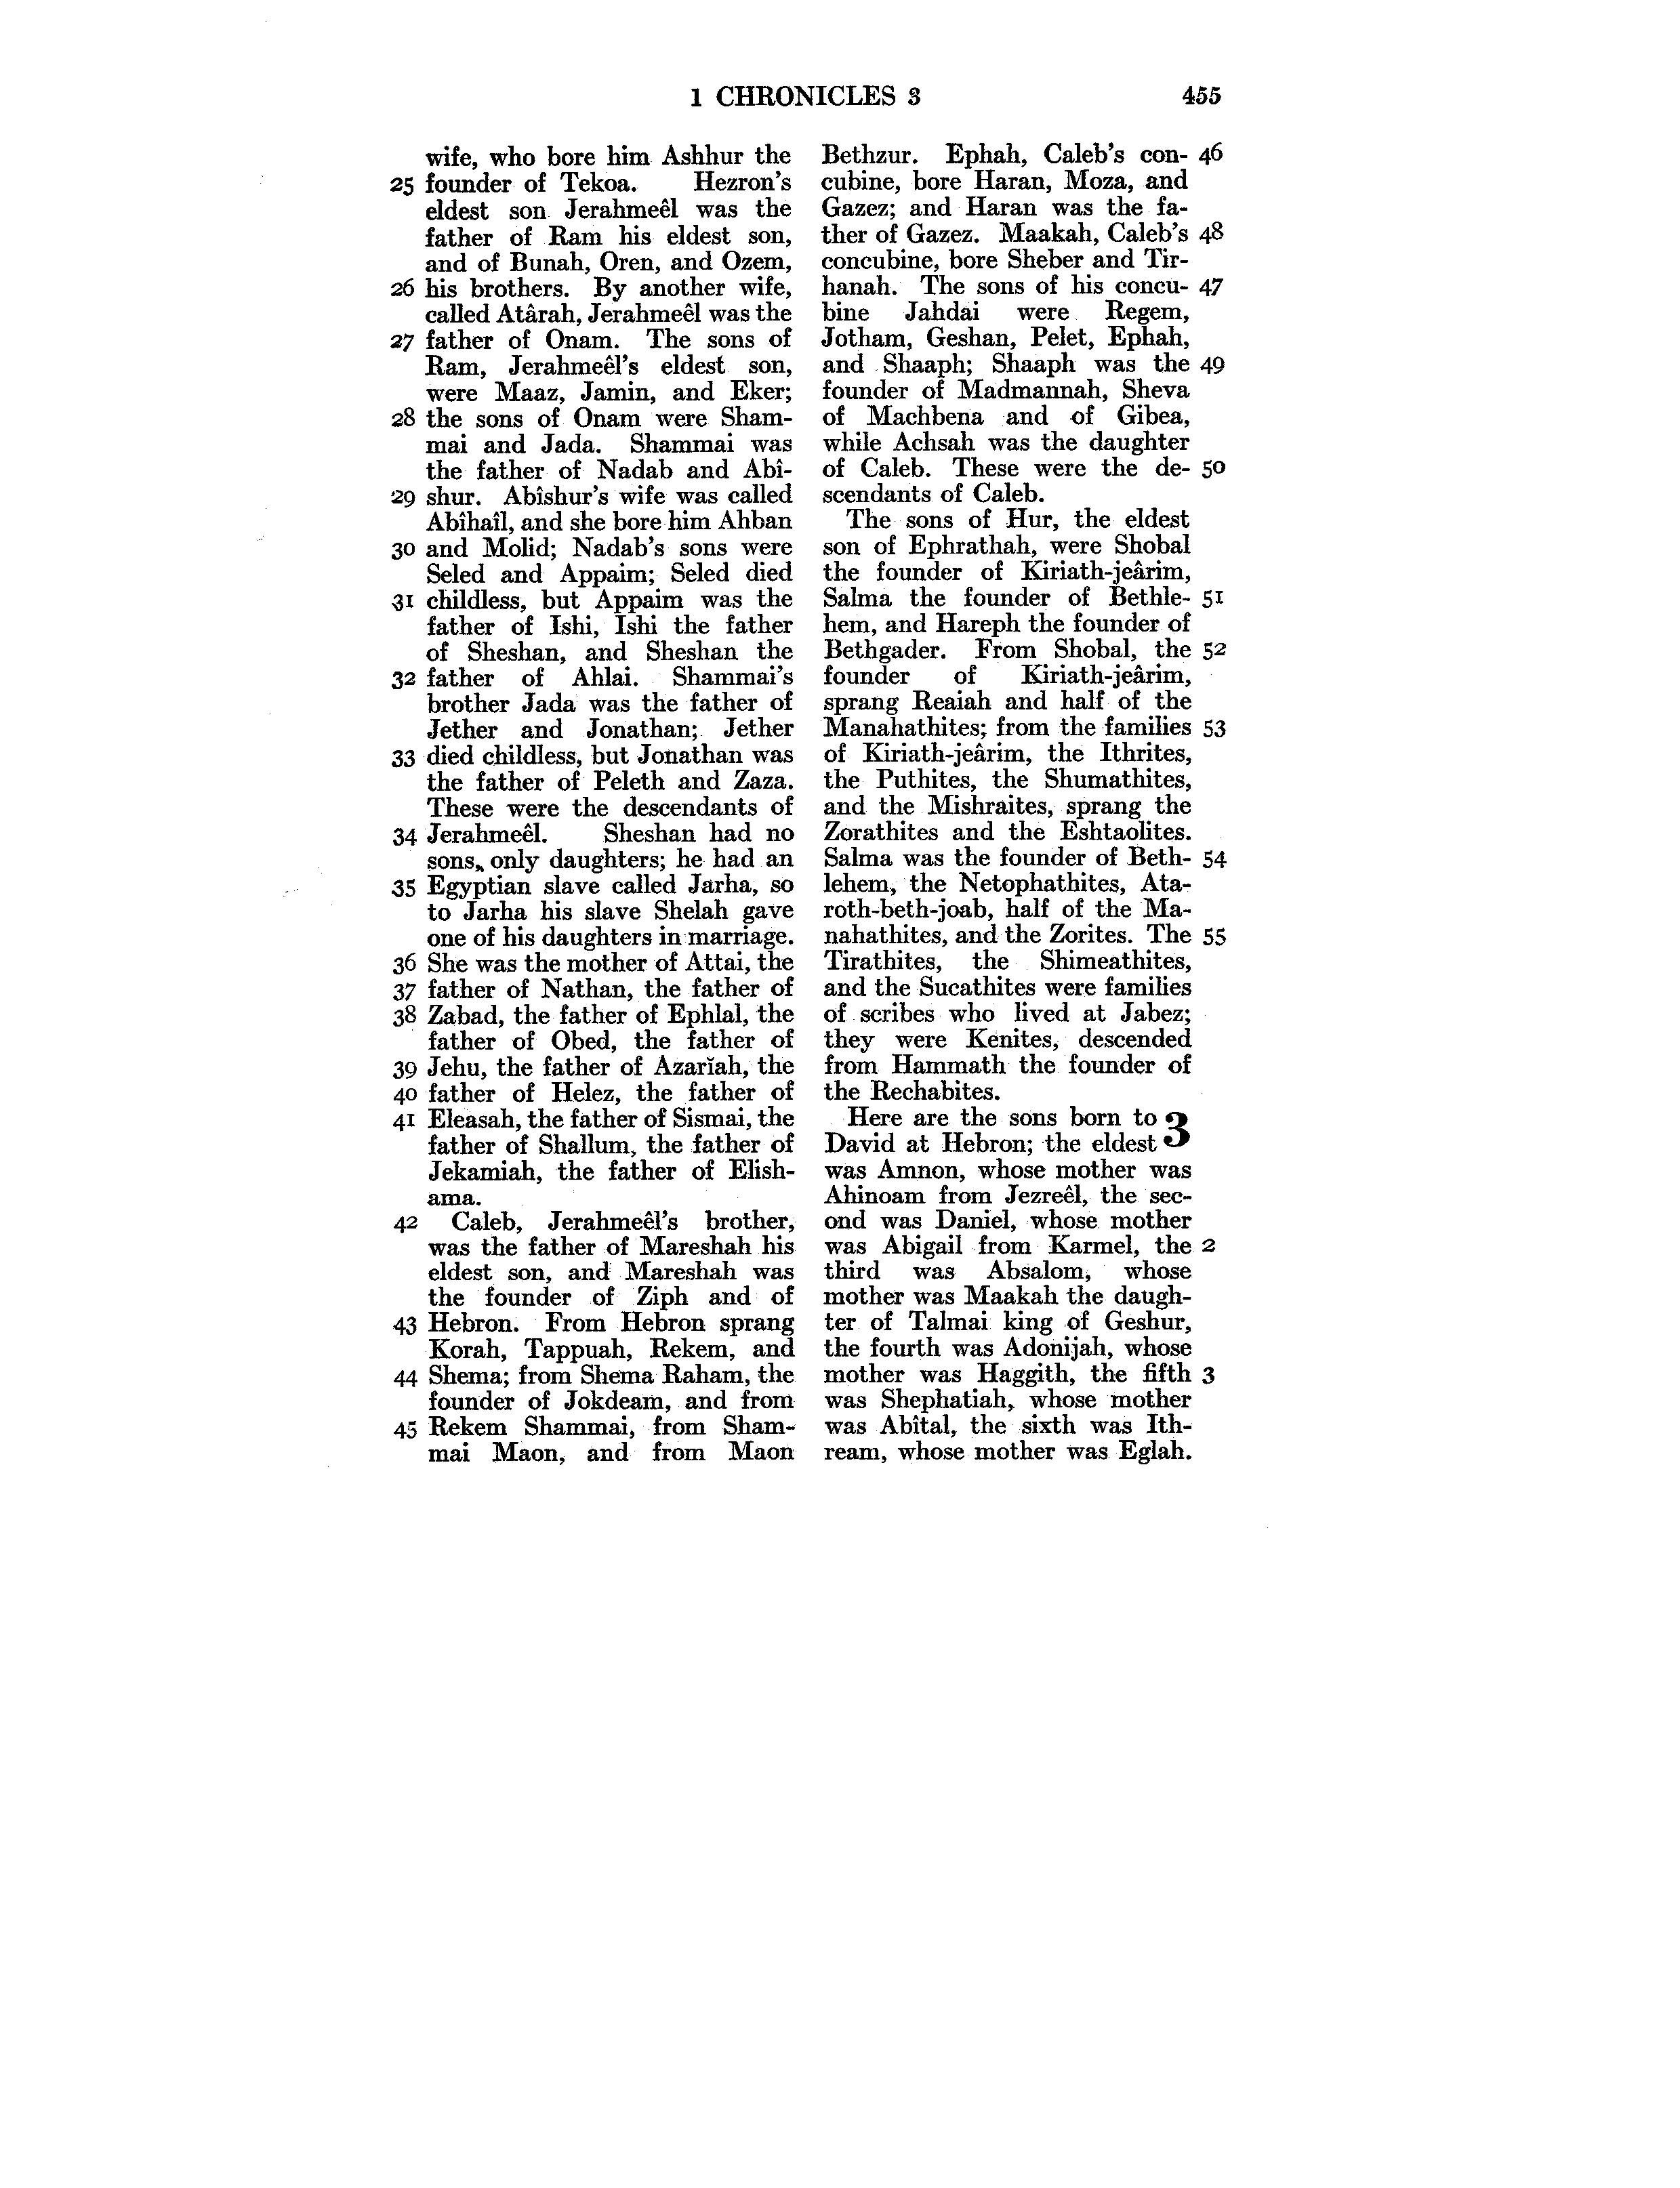 1 CHRONICLES 3 455
wife, who bore him Ashhur the
25 founder of Tekoa. Hezron's
eldest son Jerahmeêl was the
father of Ram his eldest son,
and of Bunah, Oren, and Ozem,
26 his brothers. By another wife,
called Atârah, Jerahmeêl was the
27 father of Onam. The sons of
Ram, Jerahmeêl's eldest son,
were Maaz, Jamin, and Eker;
28 the sons of Onam were Sham-
mai and Jada. Shammai was
the father of Nadab and Abî-
29 shur. Abîshur's wife was called
Abîhaîl, and she bore him Ahban
30 and Molid; Nadab's sons were
Seled and Appaim; Seled died
31 childless, but Appaim was the
father of Ishi, Ishi the father
of Sheshan, and Sheshan the
32 father of Ahlai. Shammai's
brother Jada was the father of
Jether and Jonathan; Jether
33 died childless, but Jonathan was
the father of Peleth and Zaza.
These were the descendants of
34 Jerahmeêl. Sheshan had no
sons, only daughters; he had an
35 Egyptian slave called Jarha, so
to Jarha his slave Shelah gave
one of his daughters in marriage.
36 She was the mother of Attai, the
37 father of Nathan, the father of
38 Zabad, the father of Ephlal, the
father of Obed, the father of
39 Jehu, the father of Azarĭah, the
40 father of Helez, the father of
41 Eleasah, the father of Sismai, the
father of Shallum, the father of
Jekamiah, the father of Elish-
ama.
42 Caleb, Jerahmeêl's brother,
was the father of Mareshah his
eldest son, and Mareshah was
the founder of Ziph and of
43 Hebron. From Hebron sprang
Korah, Tappuah, Rekem, and
44 Shema; from Shema Raham, the
founder of Jokdeam, and from
45 Rekem Shammai, from Sham-
mai Maon, and from Maon
Bethzur. Ephah, Caleb's con- 46
cubine, bore Haran, Moza, and
Gazez; and Haran was the fa-
ther of Gazez. Maakah, Caleb's 48
concubine, bore Sheber and Tir-
hanah. The sons of his concu- 47
bine Jahdai were Regem,
Jotham, Geshan, Pelet, Ephah,
and Shaaph; Shaaph was the 49
founder of Madmannah, Sheva
of Machbena and of Gibea,
while Achsah was the daughter
of Caleb. These were the de- 50
scendants of Caleb.
The sons of Hur, the eldest
son of Ephrathah, were Shobal
the founder of Kiriath-jeârim,
Salma the founder of Bethle- 51
hem, and Hareph the founder of
Bethgader. From Shobal, the 52
founder of Kiriath-jeârim,
sprang Reaiah and half of the
Manahathites; from the families 53
of Kiriath-jeârim, the Ithrites,
the Puthites, the Shumathites,
and the Mishraites, sprang the
Zorathites and the Eshtaolites.
Salma was the founder of Beth- 54
lehem, the Netophathites, Ata-
roth-beth-joab, half of the Ma-
nahathites, and the Zorites. The 55
Tirathites, the Shimeathites,
and the Sucathites were families
of scribes who lived at Jabez;
they were Kenites, descended
from Hammath the founder of
the Rechabites.
Here are the sons born to 3
David at Hebron; the eldest
was Amnon, whose mother was
Ahinoam from Jezreêl, the sec-
ond was Daniel, whose mother
was Abigail from Karmel, the 2
third was Absalom, whose
mother was Maakah the daugh-
ter of Talmai king of Geshur,
the fourth was Adonijah, whose
mother was Haggith, the fifth 3
was Shephatiah, whose mother
was Abîtal, the sixth was Ith-
ream, whose mother was Eglah.